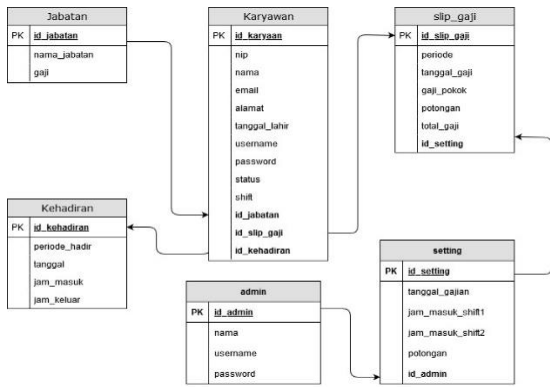 Jabatan
PK id_jabatan
nama_jabatan
gaji
Karyawan
PK id_karyaan
nip
nama
email
alamat
tanggal_lahir
username
password
status
shift
id_jabatan
id_slip_gaji
id_kehadiran
slip_gaji
PK id_slip_gaji
periode
tanggal_gaji
gaji_pokok
potongan
total_gaji
id_setting
Kehadiran
PK id_kehadiran
periode_hadir
tanggal
jam_masuk
jam_keluar
admin
PK id_admin
nama
username
password
setting
PK id_setting
tanggal_gajian
jam_masuk_shift1
jam_masuk_shift2
potongan
id_admin